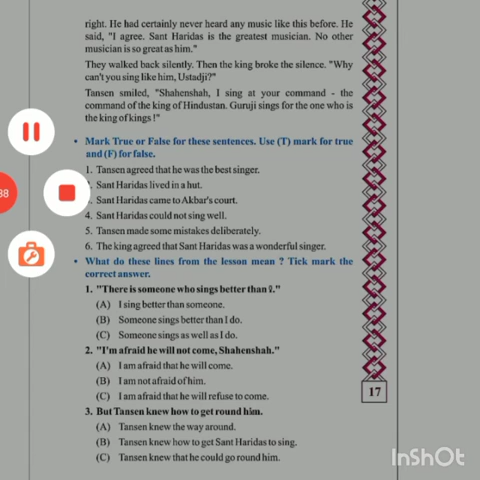 right. He had certainly never heard any music like this before. He
said, "I agree. Sant Haridas is the greatest musician. No other
musician is so great as him."
They walked back silently. Then the king broke the silence. "Why
can't you sing like him, Ustadji?"
Tansen smiled, "Shahenshah, I sing at your command - the
command of the king of Hindustan. Guruji sings for the one who is
the king of kings !"
• Mark True or False for these sentences. Use (T) mark for true
and (F) for false.
1. Tansen agreed that he was the best singer.
Sant Haridas lived in a hut.
Sant Haridas came to Akbar's court.
4. Sant Haridas could not sing well.
5. Tansen made some mistakes deliberately.
6. The king agreed that Sant Haridas was a wonderful singer.
• What do these lines from the lesson mean ? Tick mark the
correct answer.
1. "There is someone who sings better than I."
(A) I sing better than someone.
(B) Someone sings better than I do.
(C) Someone sings as well as I do.
2. "I'm afraid he will not come, Shahenshah."
(A) I am afraid that he will come.
(B) I am not afraid of him.
(C) I am afraid that he will refuse to come.
3. But Tansen knew how to get round him.
(A) Tansen knew the way around.
(B) Tansen knew how to get Sant Haridas to sing.
(C) Tansen knew that he could go round him.
17
38
InShOt